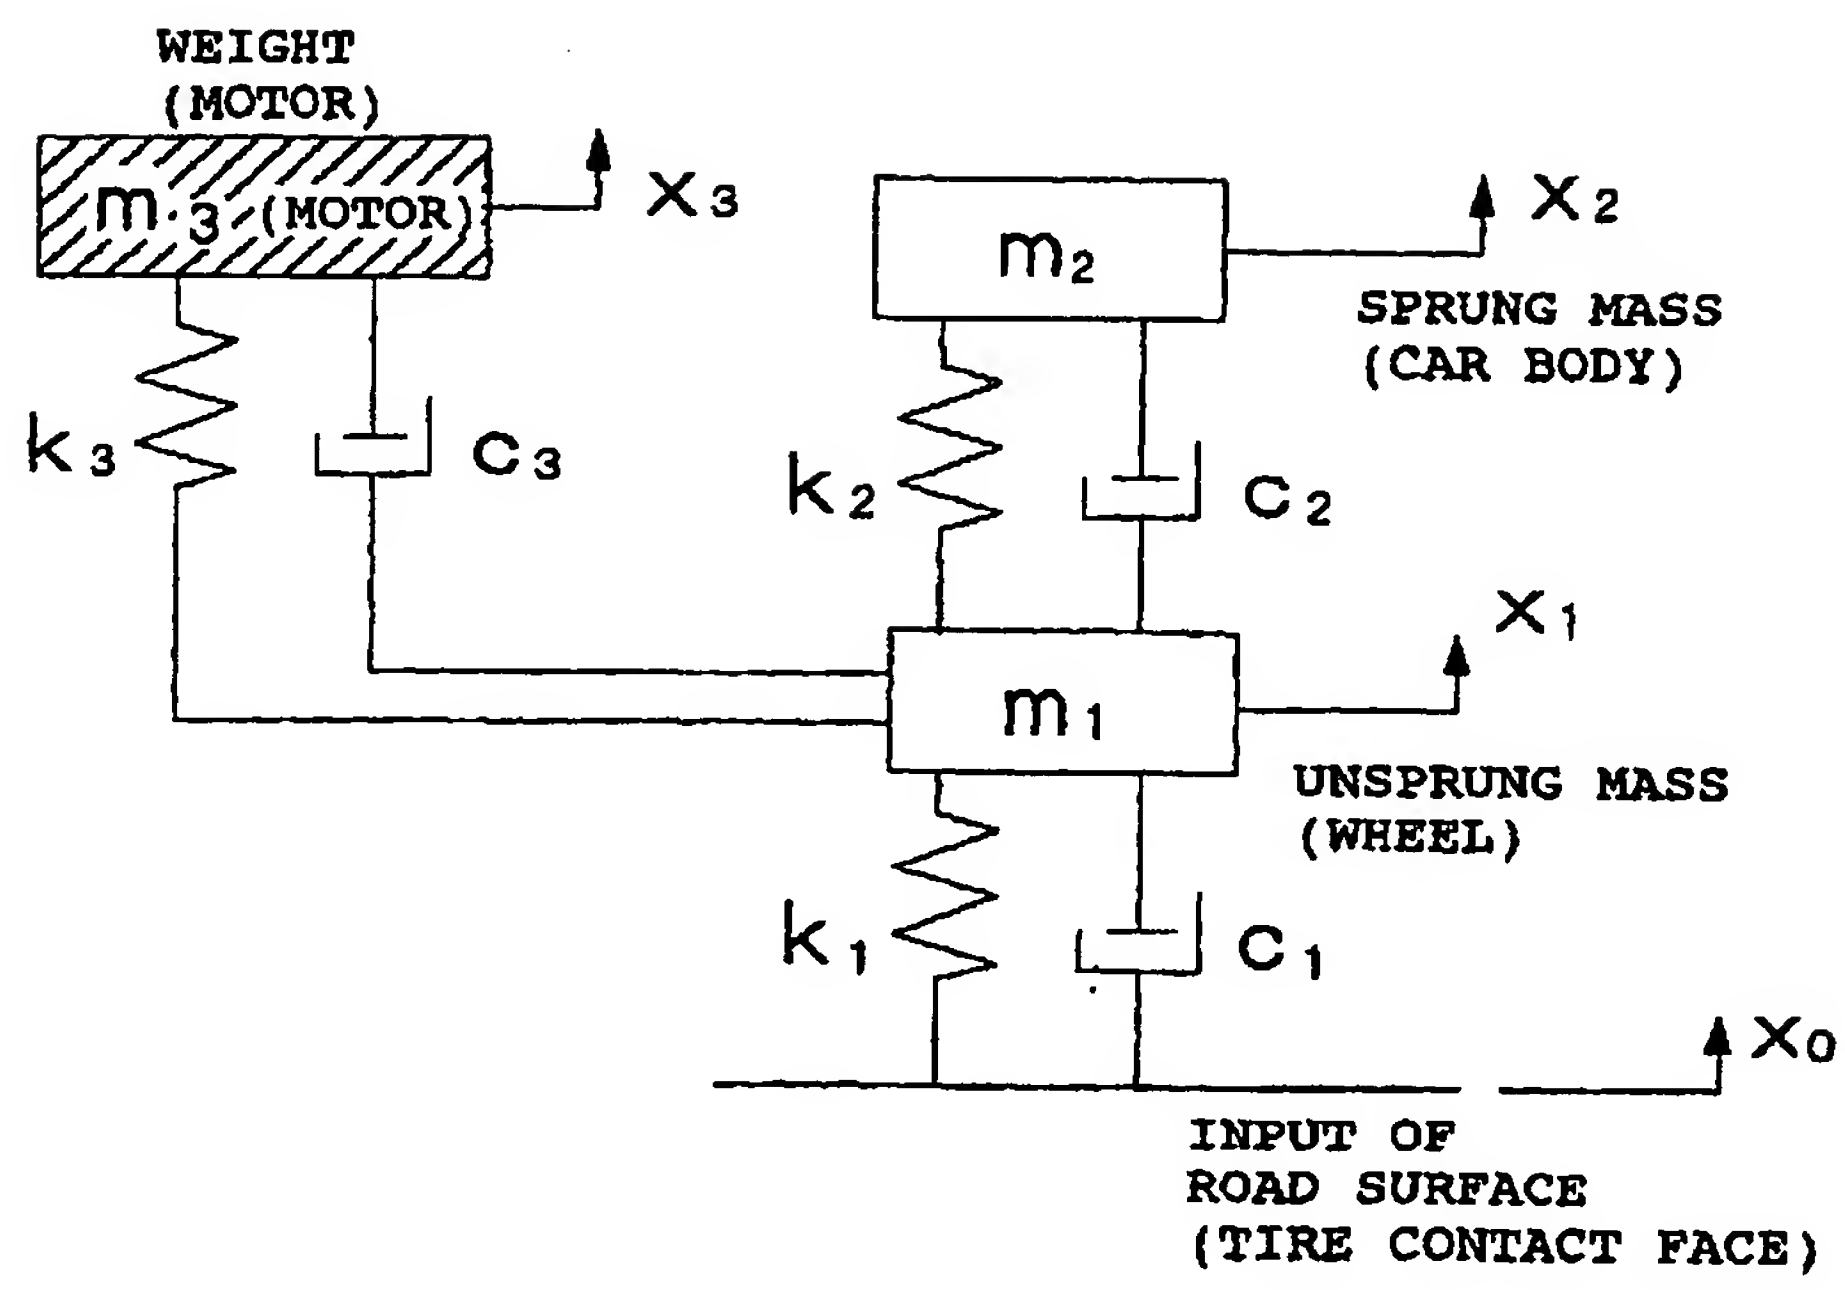 WEIGHT
(MOTOR)
m3 (MOTOR)
x3
m2
x2
SPRUNG MASS
(CAR BODY)
k3
c3
k2
c2
x1
m1
UNSPRUNG MASS
(WHEEL)
k1
c1
x0
INPUT OF
ROAD SURFACE
(TIRE CONTACT FACE)